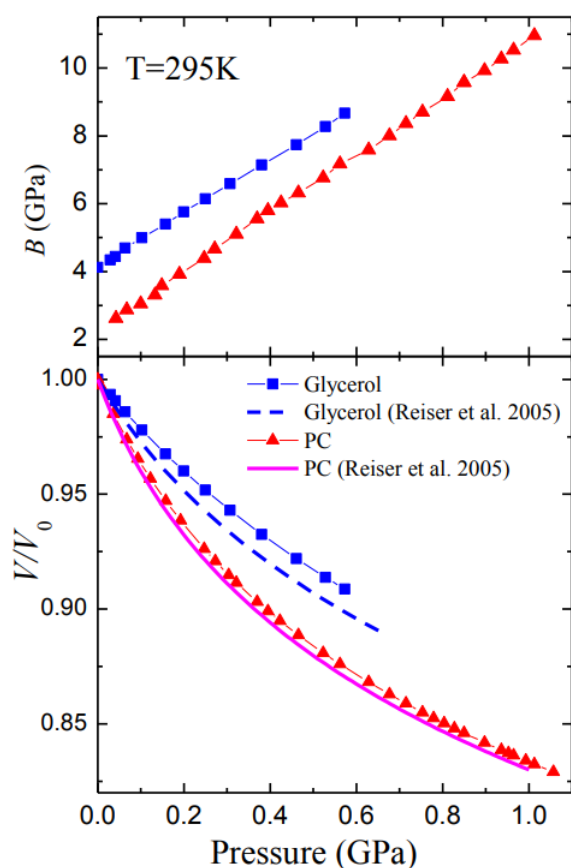 T=295K
10
8
6
4
2
B (GPa)
1.00
0.95
0.90
0.85
V/V0
Glycerol
Glycerol (Reiser et al. 2005)
PC
PC (Reiser et al. 2005)
0.0 0.2 0.4 0.6 0.8 1.0
Pressure (GPa)